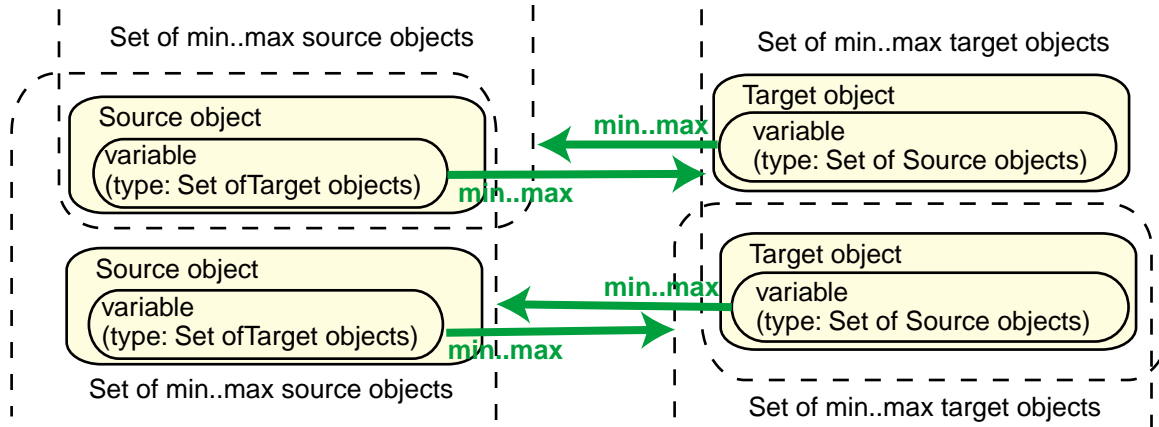 Set of min..max source objects
Set of min..max target objects
Source object
variable
(type: Set ofTarget objects)
min..max
min..max
Target object
variable
(type: Set of Source objects)
Source object
variable
(type: Set ofTarget objects)
min..max
min..max
Target object
variable
(type: Set of Source objects)
Set of min..max source objects
Set of min..max target objects